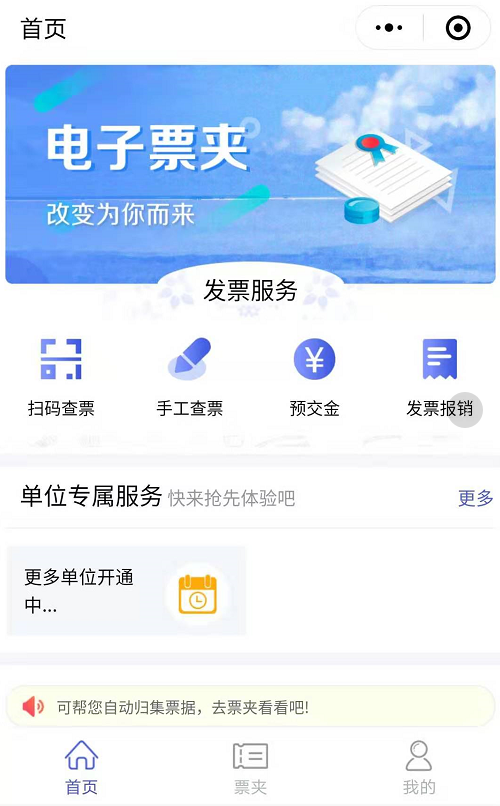 首页
电子票夹
改变为你而来
发票服务
扫码查票 手工查票 预交金 发票报销
单位专属服务 快来抢先体验吧 更多
更多单位开通
中...
可帮您自动归集票据，去票夹看看吧!
首页 票夹 我的